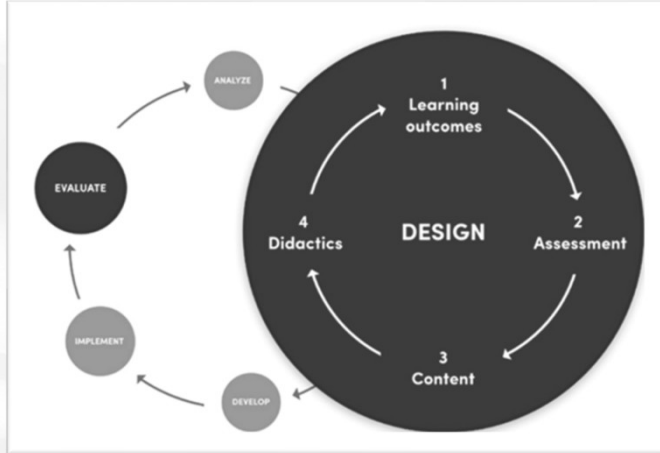 ANALYZE
1
Learning
outcomes
EVALUATE
4
Didactics
DESIGN
2
Assessment
IMPLEMENT
3
Content
DEVELOP